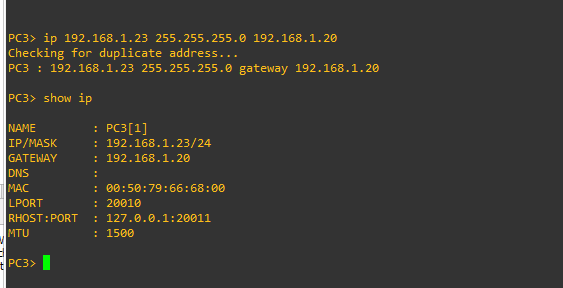 PC3> ip 192.168.1.23 255.255.255.0 192.168.1.20
Checking for duplicate address...
PC3 : 192.168.1.23 255.255.255.0 gateway 192.168.1.20
PC3> show ip
NAME        : PC3[1]
IP/MASK     : 192.168.1.23/24
GATEWAY     : 192.168.1.20
DNS         :
MAC         : 00:50:79:66:68:00
LPORT       : 20010
RHOST:PORT  : 127.0.0.1:20011
MTU         : 1500
PC3>